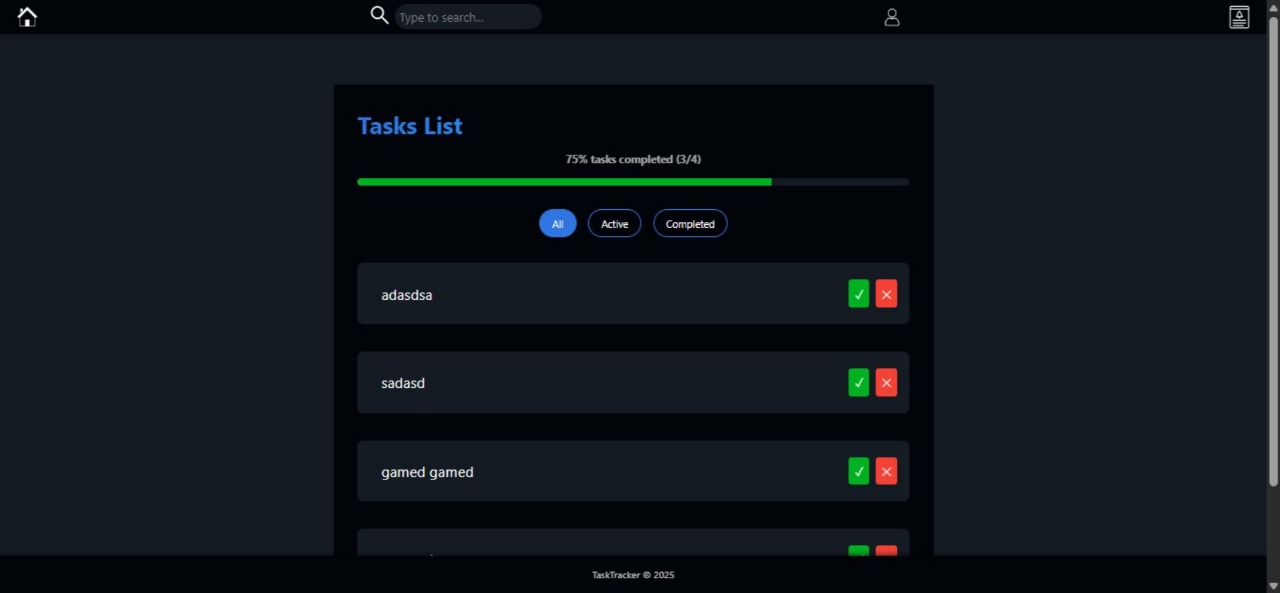 Type to search...
Tasks List
75% tasks completed (3/4)
All Active Completed
adasdsa
sadasd
gamed gamed
TaskTracker © 2025